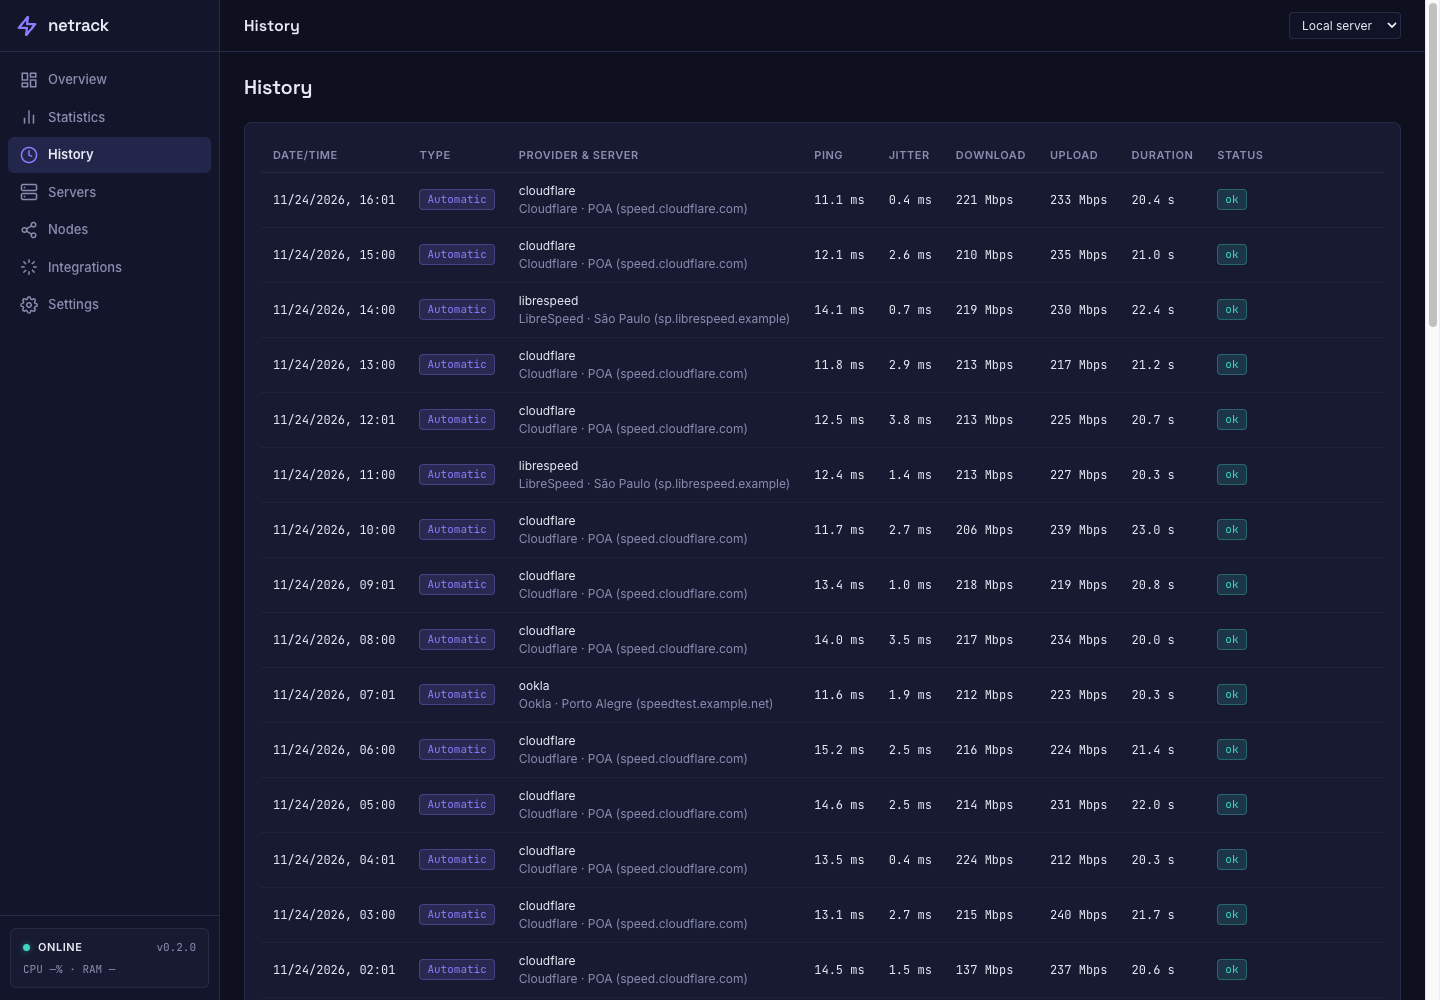 netrack
History
Local server
Overview
Statistics
History
Servers
Nodes
Integrations
Settings
History
DATE/TIME TYPE PROVIDER & SERVER PING JITTER DOWNLOAD UPLOAD DURATION STATUS
11/24/2026, 16:01 Automatic cloudflare 11.1 ms 0.4 ms 221 Mbps 233 Mbps 20.4 s ok
Cloudflare · POA (speed.cloudflare.com)
11/24/2026, 15:00 Automatic cloudflare 12.1 ms 2.6 ms 210 Mbps 235 Mbps 21.0 s ok
Cloudflare · POA (speed.cloudflare.com)
11/24/2026, 14:00 Automatic librespeed 14.1 ms 0.7 ms 219 Mbps 230 Mbps 22.4 s ok
LibreSpeed · São Paulo (sp.librespeed.example)
11/24/2026, 13:00 Automatic cloudflare 11.8 ms 2.9 ms 213 Mbps 217 Mbps 21.2 s ok
Cloudflare · POA (speed.cloudflare.com)
11/24/2026, 12:01 Automatic cloudflare 12.5 ms 3.8 ms 213 Mbps 225 Mbps 20.7 s ok
Cloudflare · POA (speed.cloudflare.com)
11/24/2026, 11:00 Automatic librespeed 12.4 ms 1.4 ms 213 Mbps 227 Mbps 20.3 s ok
LibreSpeed · São Paulo (sp.librespeed.example)
11/24/2026, 10:00 Automatic cloudflare 11.7 ms 2.7 ms 206 Mbps 239 Mbps 23.0 s ok
Cloudflare · POA (speed.cloudflare.com)
11/24/2026, 09:01 Automatic cloudflare 13.4 ms 1.0 ms 218 Mbps 219 Mbps 20.8 s ok
Cloudflare · POA (speed.cloudflare.com)
11/24/2026, 08:00 Automatic cloudflare 14.0 ms 3.5 ms 217 Mbps 234 Mbps 20.0 s ok
Cloudflare · POA (speed.cloudflare.com)
11/24/2026, 07:01 Automatic ookla 11.6 ms 1.9 ms 212 Mbps 223 Mbps 20.3 s ok
Ookla · Porto Alegre (speedtest.example.net)
11/24/2026, 06:00 Automatic cloudflare 15.2 ms 2.5 ms 216 Mbps 224 Mbps 21.4 s ok
Cloudflare · POA (speed.cloudflare.com)
11/24/2026, 05:00 Automatic cloudflare 14.6 ms 2.5 ms 214 Mbps 231 Mbps 22.0 s ok
Cloudflare · POA (speed.cloudflare.com)
11/24/2026, 04:01 Automatic cloudflare 13.5 ms 0.4 ms 224 Mbps 212 Mbps 20.3 s ok
Cloudflare · POA (speed.cloudflare.com)
11/24/2026, 03:00 Automatic cloudflare 13.1 ms 2.7 ms 215 Mbps 240 Mbps 21.7 s ok
Cloudflare · POA (speed.cloudflare.com)
11/24/2026, 02:01 Automatic cloudflare 14.5 ms 1.5 ms 137 Mbps 237 Mbps 20.6 s ok
Cloudflare · POA (speed.cloudflare.com)
ONLINE v0.2.0
CPU —% · RAM —